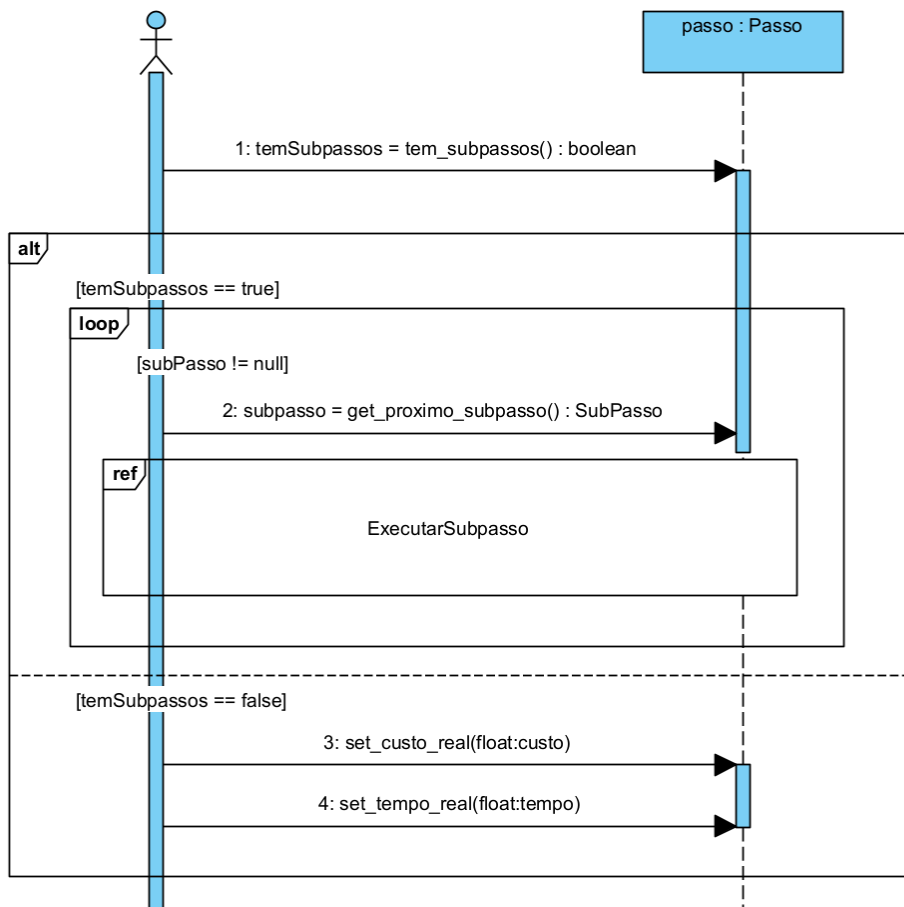 passo : Passo
1: temSubpassos = tem_subpassos() : boolean
alt
[temSubpassos == true]
loop
[subPasso != null]
2: subpasso = get_proximo_subpasso() : SubPasso
ref
ExecutarSubpasso
[temSubpassos == false]
3: set_custo_real(float:custo)
4: set_tempo_real(float:tempo)